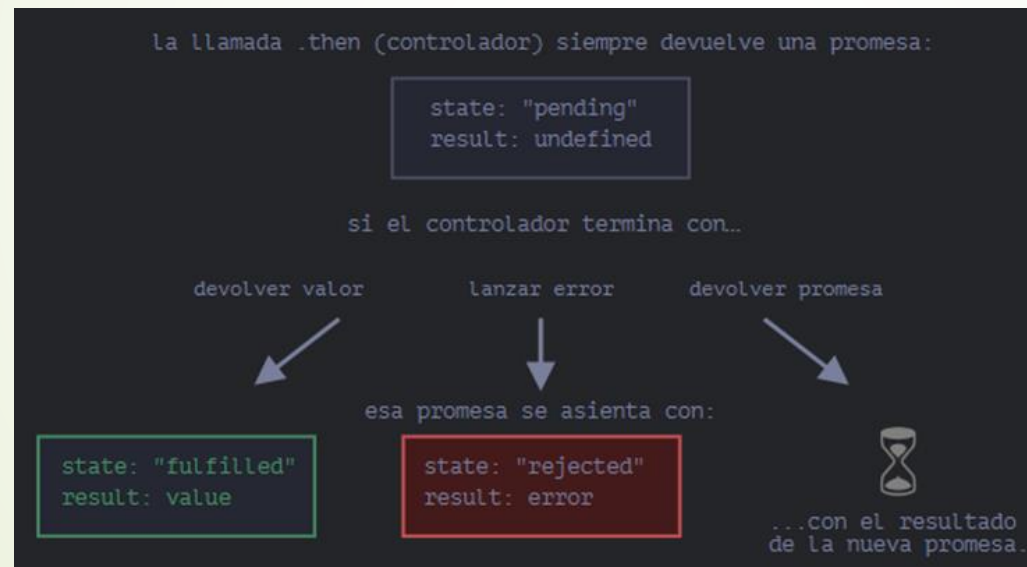 la llamada .then (controlador) siempre devuelve una promesa:
state: "pending"
result: undefined
si el controlador termina con…
devolver valor lanzar error devolver promesa
esa promesa se asienta con:
state: "fulfilled"
result: value
state: "rejected"
result: error
...con el resultado
de la nueva promesa.